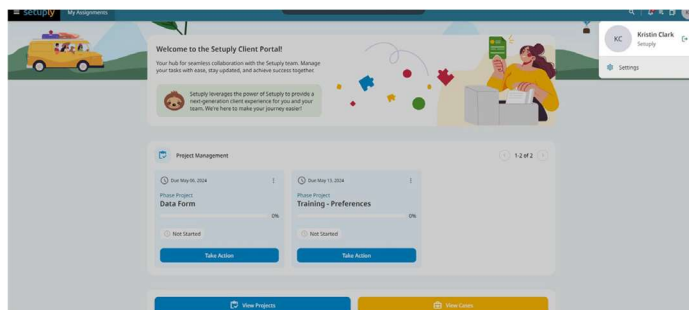 setuply
My Assignments
KC
Kristin Clark
Setuply
Settings
Welcome to the Setuply Client Portal!
Your hub for seamless collaboration with the Setuply team. Manage
your tasks with ease, stay updated, and achieve success together.
Setuply leverages the power of Setuply to provide a
next-generation client experience for you and your
team. We're here to make your journey easier!
Project Management
1-2 of 2
Due May 06, 2024
Phase Project
Data Form
0%
Not Started
Take Action
Due May 13, 2024
Phase Project
Training - Preferences
0%
Not Started
Take Action
View Projects
View Cases